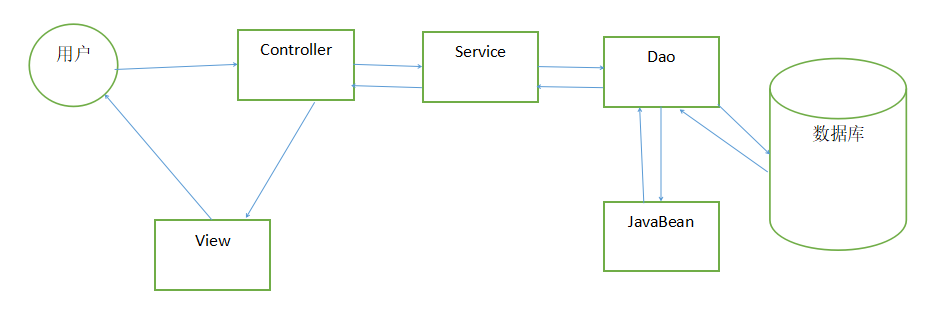 用户
Controller
Service
Dao
数据库
View
JavaBean